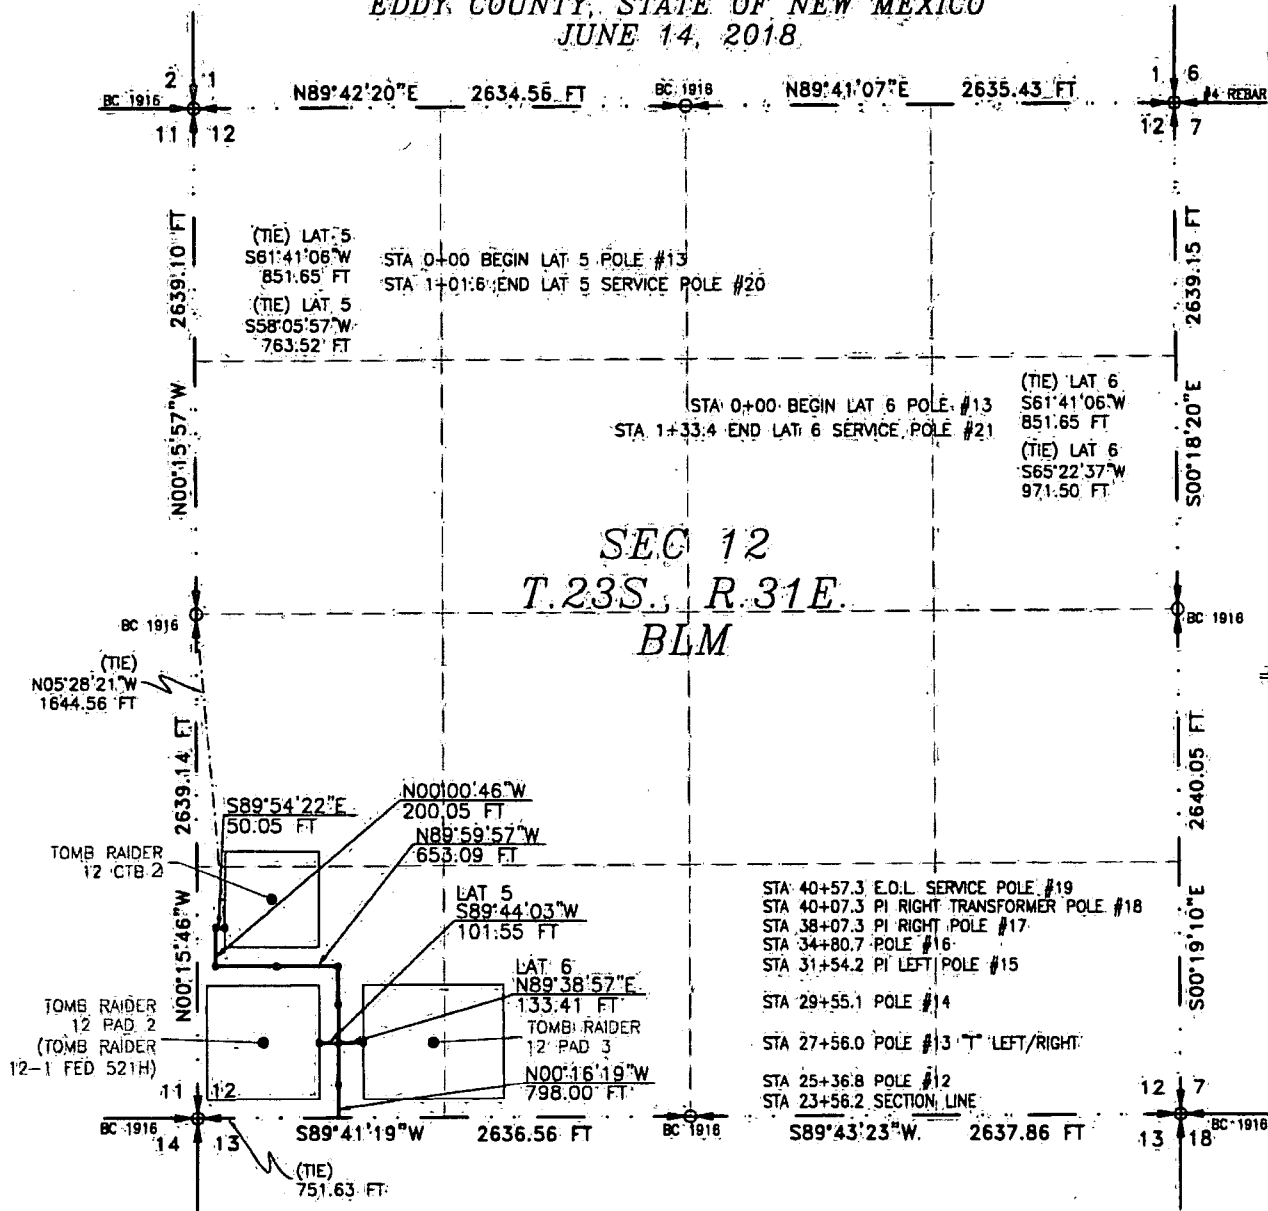 EDDY COUNTY, STATE OF NEW MEXICO
JUNE 14, 2018
2 1
1 6
BC 1916
N89°42'20"E 2634.56 FT
BC 1916
N89°41'07"E 2635.43 FT
#4 REBAR
11 12
12 7
2639.10 FT
N00°15'57"W
(TIE) LAT 5
S61°41'06"W
851.65 FT
(TIE) LAT 5
S58°05'57"W
763.52 FT
STA 0+00 BEGIN LAT 5 POLE #13
STA 1+01.6 END LAT 5 SERVICE POLE #20
2639.15 FT
S00°18'20"E
STA 0+00 BEGIN LAT 6 POLE #13
STA 1+33.4 END LAT 6 SERVICE POLE #21
(TIE) LAT 6
S61°41'06"W
851.65 FT
(TIE) LAT 6
S65°22'37"W
971.50 FT
SEC 12
T.23S., R.31E.
BLM
BC 1916
BC 1916
(TIE)
N05°28'21"W
1644.56 FT
2639.14 FT
N00°15'46"W
2640.05 FT
S00°19'10"E
S89°54'22"E
50.05 FT
N00°00'46"W
200.05 FT
N89°59'57"W
653.09 FT
TOMB RAIDER
12 CTB 2
LAT 5
S89°44'03"W
101.55 FT
LAT 6
N89°38'57"E
133.41 FT
TOMB RAIDER
12 PAD 3
N00°16'19"W
798.00 FT
TOMB RAIDER
12 PAD 2
(TOMB RAIDER
12-1 FED 521H)
STA 40+57.3 E.O.L. SERVICE POLE #19
STA 40+07.3 PI RIGHT TRANSFORMER POLE #18
STA 38+07.3 PI RIGHT POLE #17
STA 34+80.7 POLE #16
STA 31+54.2 PI LEFT POLE #15
STA 29+55.1 POLE #14
STA 27+56.0 POLE #13 "T" LEFT/RIGHT
STA 25+36.8 POLE #12
STA 23+56.2 SECTION LINE
11 12
12 7
BC 1916
S89°41'19"W 2636.56 FT
BC 1916
S89°43'23"W 2637.86 FT
BC 1916
14 13
13 18
(TIE)
751.63 FT